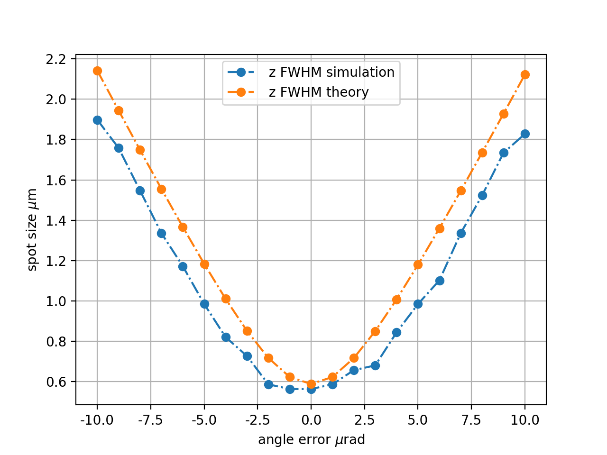 z FWHM simulation
z FWHM theory
2.2
2.0
1.8
1.6
1.4
1.2
1.0
0.8
0.6
spot size μm
-10.0 -7.5 -5.0 -2.5 0.0 2.5 5.0 7.5 10.0
angle error μrad